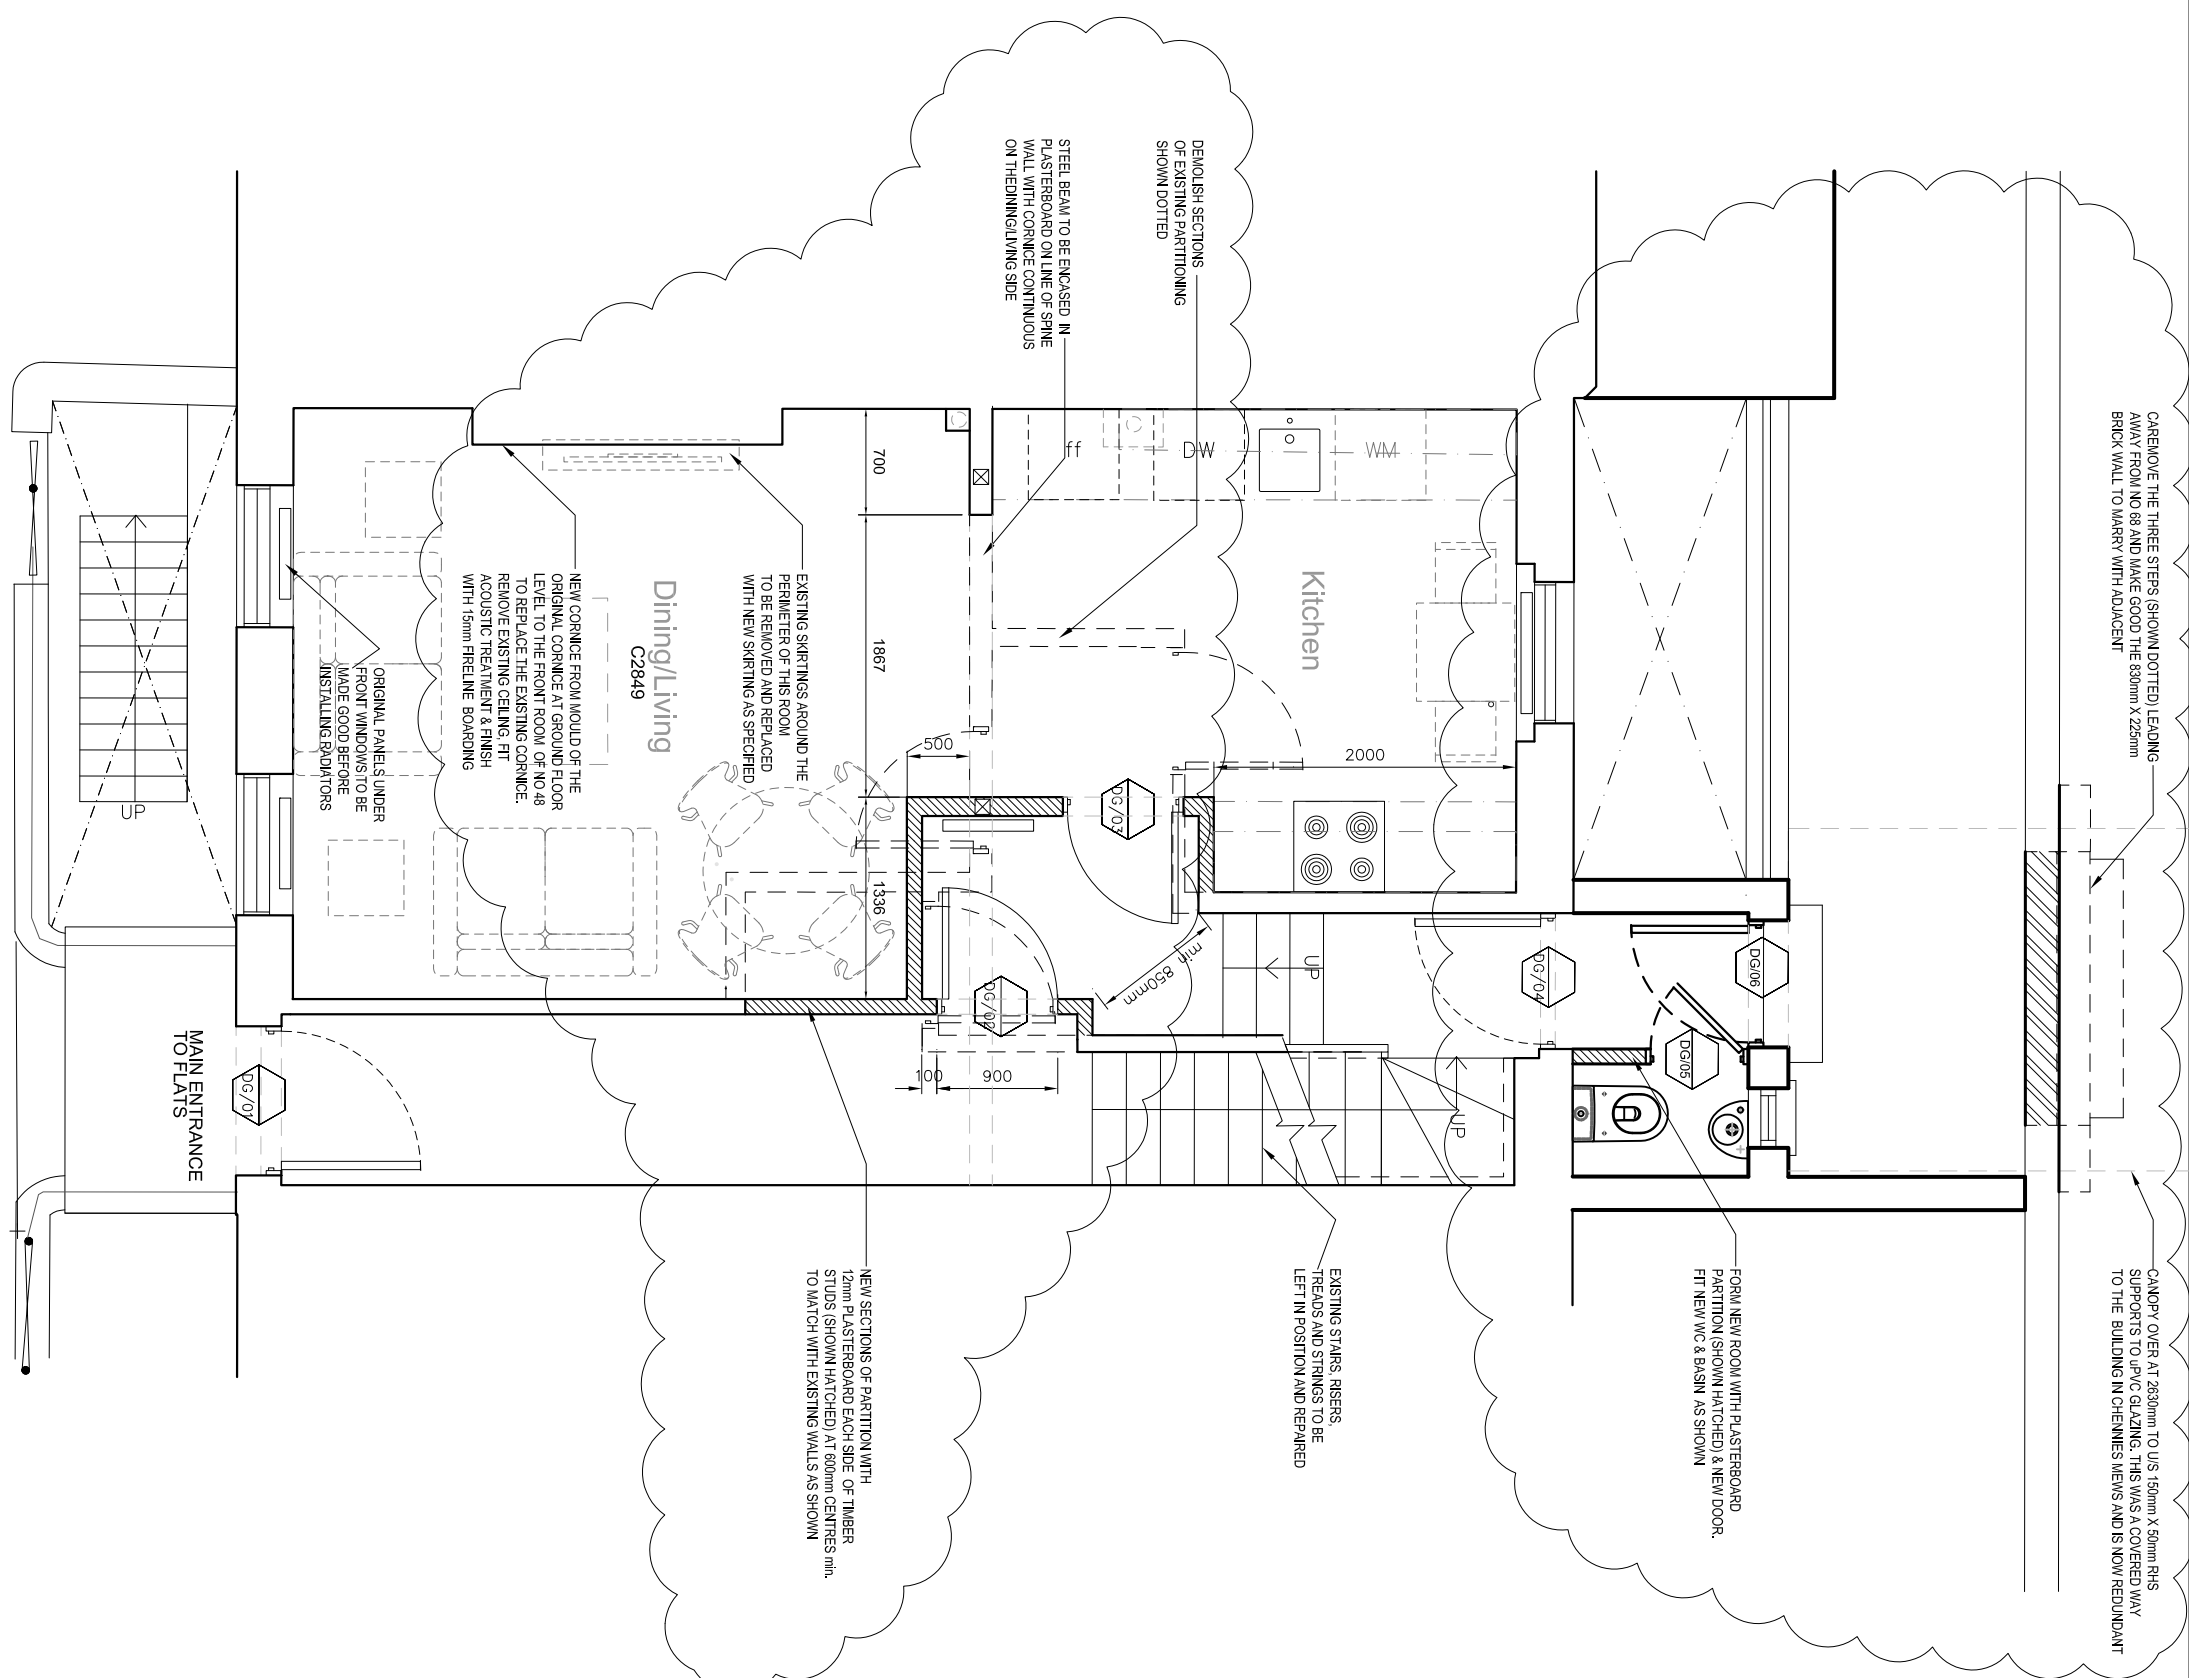 CAREMOVE THE THREE STEPS (SHOWN DOTTED) LEADING
AWAY FROM NO 68 AND MAKE GOOD THE 830mm X 225mm
BRICK WALL TO MARRY WITH ADJACENT
CANOPY OVER AT 2630mm TO U/S 150mm X 50mm RHS
SUPPORTS TO uPVC GLAZING. THIS WAS A COVERED WAY
TO THE BUILDING IN CHENNIES MEWS AND IS NOW REDUNDANT
DG/06
DG/05
FORM NEW ROOM WITH PLASTERBOARD
PARTITION (SHOWN HATCHED) & NEW DOOR.
FIT NEW WC & BASIN AS SHOWN
DG/04
UP
2000
WM
Kitchen
UP
EXISTING STAIRS, RISERS,
TREADS AND STRINGS TO BE
LEFT IN POSITION AND REPAIRED
DEMOLISH SECTIONS
OF EXISTING PARTITIONING
SHOWN DOTTED
DW
min 850mm
DG/03
STEEL BEAM TO BE ENCASED IN
PLASTERBOARD ON LINE OF SPINE
WALL WITH CORNICE CONTINUOUS
ON THEDINING/LIVING SIDE
ff
DG/02
500
100
900
700
1867
1336
NEW SECTIONS OF PARTITION WITH
12mm PLASTERBOARD EACH SIDE OF TIMBER
STUDS (SHOWN HATCHED) AT 600mm CENTRES min.
TO MATCH WITH EXISTING WALLS AS SHOWN
EXISTING SKIRTINGS AROUND THE
PERIMETER OF THIS ROOM
TO BE REMOVED AND REPLACED
WITH NEW SKIRTING AS SPECIFIED
Dining/Living
C2849
NEW CORNICE FROM MOULD OF THE
ORIGINAL CORNICE AT GROUND FLOOR
LEVEL TO THE FRONT ROOM OF NO 48
TO REPLACE THE EXISTING CORNICE.
REMOVE EXISTING CEILING, FIT
ACOUSTIC TREATMENT & FINISH
WITH 15mm FIRELINE BOARDING
ORIGINAL PANELS UNDER
FRONT WINDOWS TO BE
MADE GOOD BEFORE
INSTALLING RADIATORS
DG/01
MAIN ENTRANCE
TO FLATS
UP